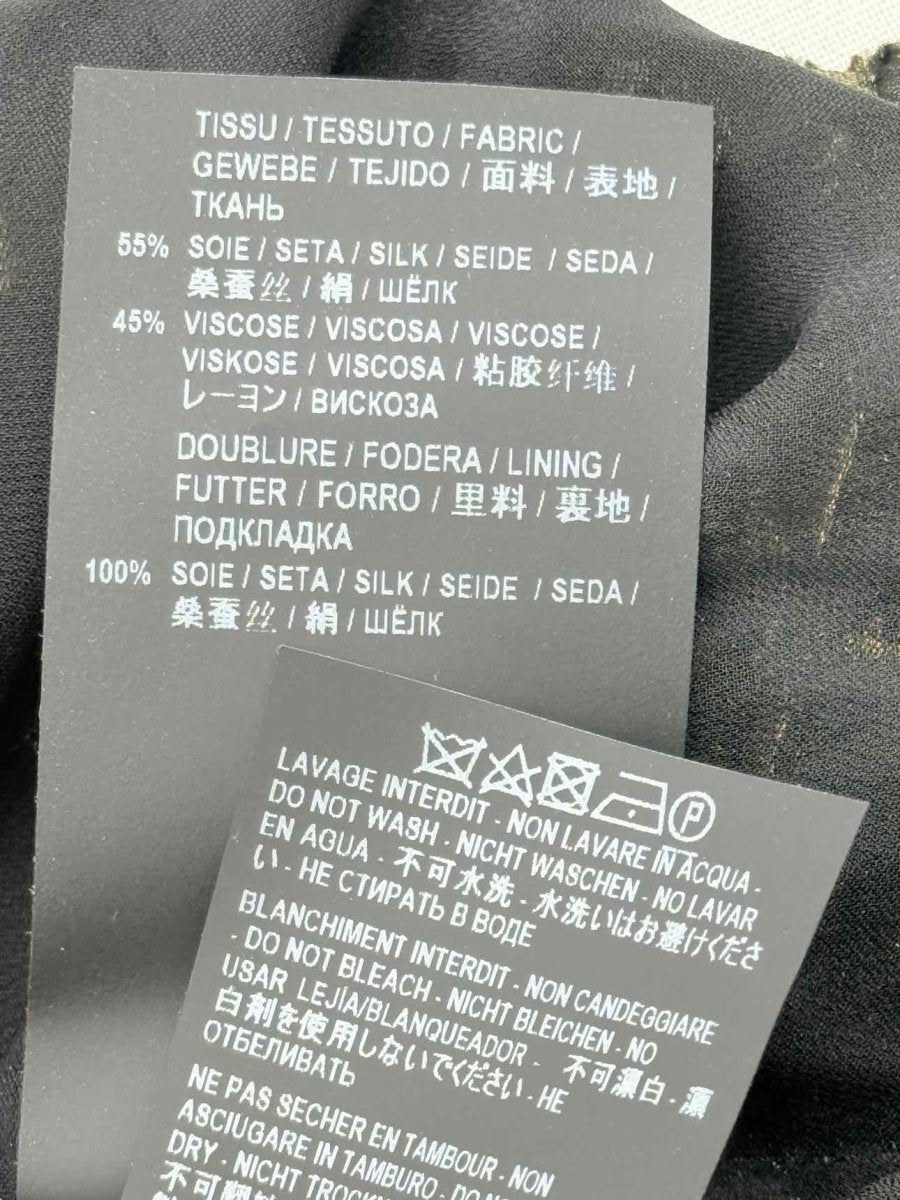 TISSU / TESSUTO / FABRIC /
GEWEBE / TEJIDO / 面料 / 表地 /
ТКАНЬ
55% SOIE / SETA / SILK / SEIDE / SEDA /
桑蚕丝 / 絹 / ШЁЛК
45% VISCOSE / VISCOSA / VISCOSE /
VISKOSE / VISCOSA / 粘胶纤维 /
レーヨン / ВИСКОЗА
DOUBLURE / FODERA / LINING /
FUTTER / FORRO / 里料 / 裏地 /
ПОДКЛАДКА
100% SOIE / SETA / SILK / SEIDE / SEDA /
桑蚕丝 / 絹 / ШЁЛК
P
LAVAGE INTERDIT - NON LAVARE IN ACQUA -
DO NOT WASH - NICHT WASCHEN - NO LAVAR
EN AGUA - 不可水洗 - 水洗いはお避けくださ
い - НЕ СТИРАТЬ В ВОДЕ
BLANCHIMENT INTERDIT - NON CANDEGGIARE
- DO NOT BLEACH - NICHT BLEICHEN - NO
USAR LEJÍA/BLANQUEADOR - 不可漂白 - 漂
白剤を使用しないでください - НЕ
ОТБЕЛИВАТЬ
NE PAS SECHER EN TAMBOUR - NON
ASCIUGARE IN TAMBURO - DO NOT
DRY - NICHT TROCKN
不可翻